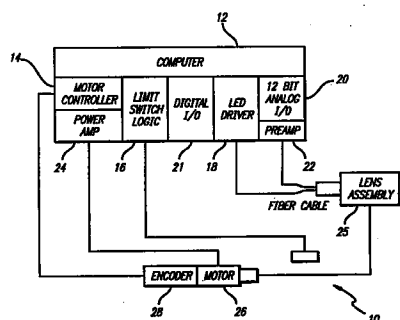 12
COMPUTER
14
MOTOR CONTROLLER
POWER AMP
LIMIT SWITCH LOGIC
DIGITAL I/O
LED DRIVER
12 BIT ANALOG I/O
PREAMP
20
24
16
21
18
22
FIBER CABLE
LENS ASSEMBLY
25
ENCODER
MOTOR
28
26
10